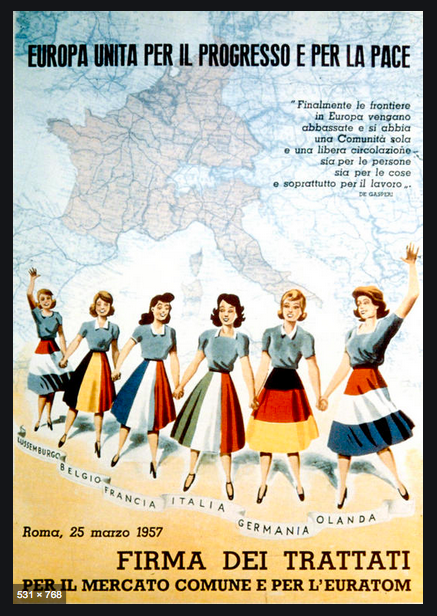 EUROPA UNITA PER IL PROGRESSO E PER LA PACE
"Finalmente le frontiere
in Europa vengano
abbassate e si abbia
una Comunità sola
e una libera circolazione
sia per le persone
sia per le cose
e soprattutto per il lavoro„.
DE GASPERI
LUSSEMBURGO
BELGIO
FRANCIA
ITALIA
GERMANIA
OLANDA
Roma, 25 marzo 1957
FIRMA DEI TRATTATI
PER IL MERCATO COMUNE E PER L'EURATOM
531 × 768